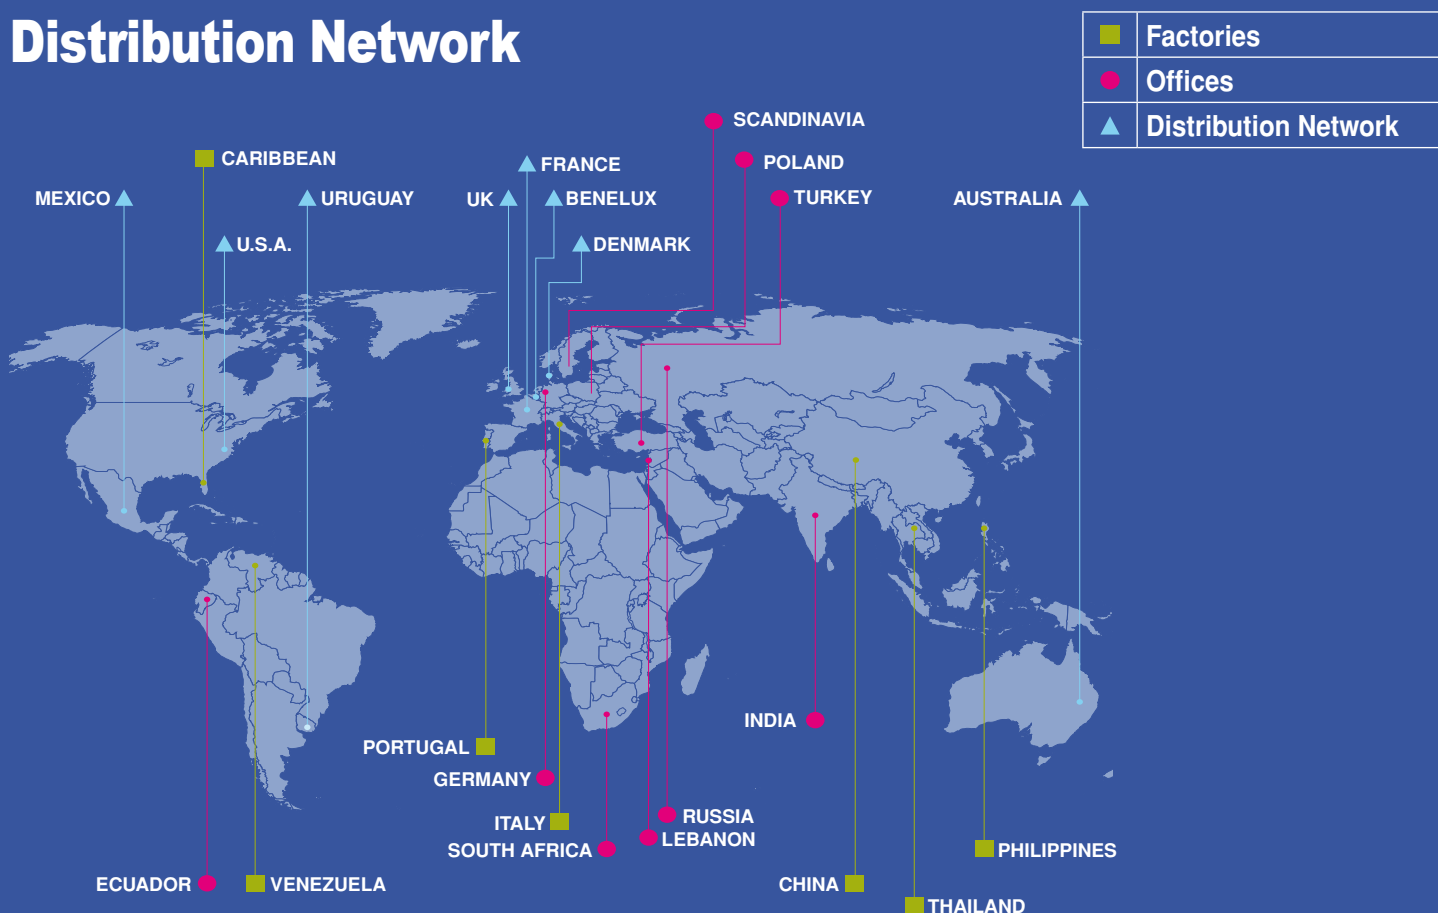 Distribution Network
Factories
Offices
Distribution Network
SCANDINAVIA
CARIBBEAN
FRANCE
POLAND
MEXICO
URUGUAY
UK
BENELUX
TURKEY
AUSTRALIA
U.S.A.
DENMARK
INDIA
PORTUGAL
GERMANY
ITALY
RUSSIA
SOUTH AFRICA
LEBANON
PHILIPPINES
ECUADOR
VENEZUELA
CHINA
THAILAND